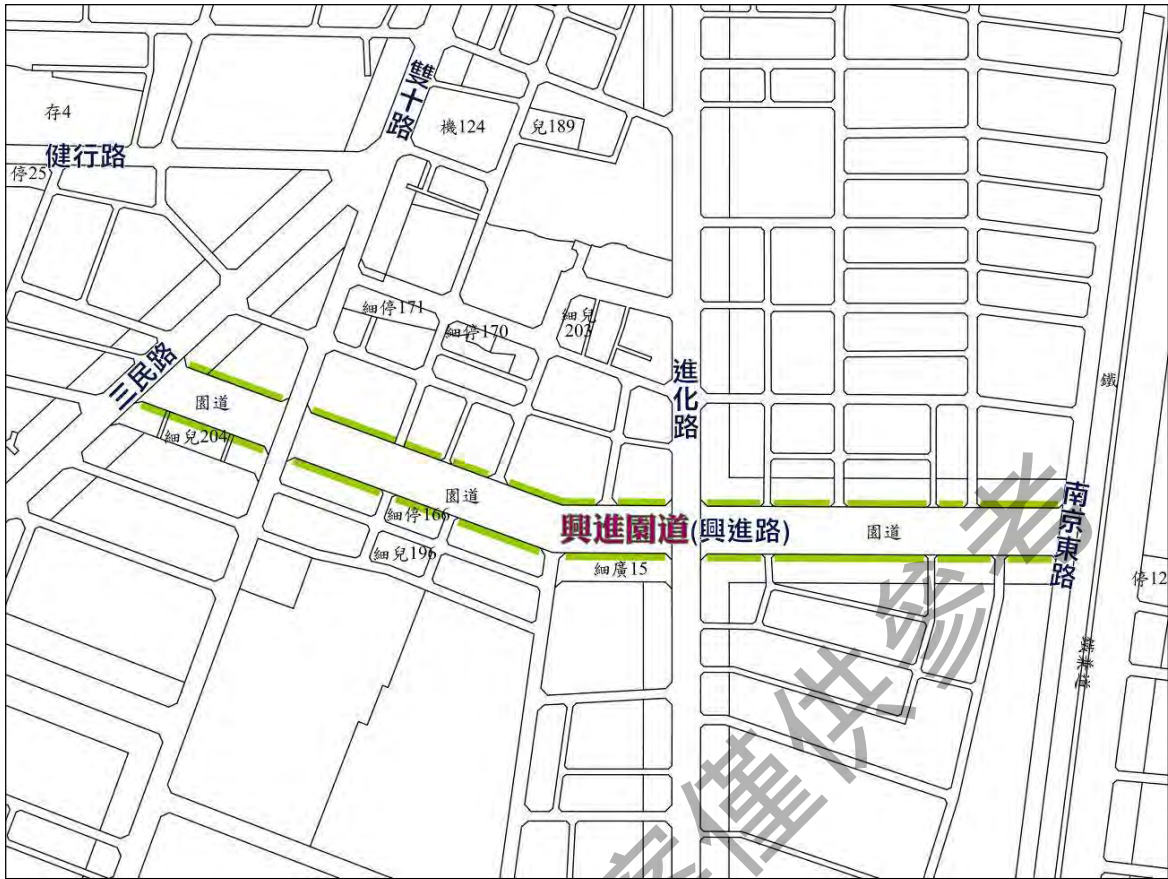 雙十路
存4
機124
兒189
健行路
停25
細停171
細停170
細兒
203
三民路
進化路
鐵
園道
細兒204
園道
細停166
興進園道(興進路)
園道
南京東路
細兒196
細廣15
停12
僅供參考